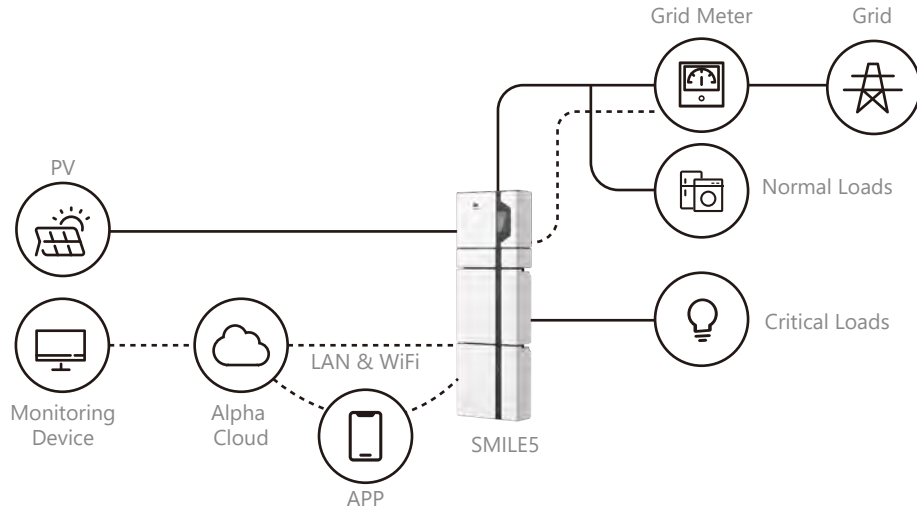 Grid Meter
Grid
PV
Normal Loads
Critical Loads
LAN & WiFi
Monitoring
Device
Alpha
Cloud
SMILE5
APP